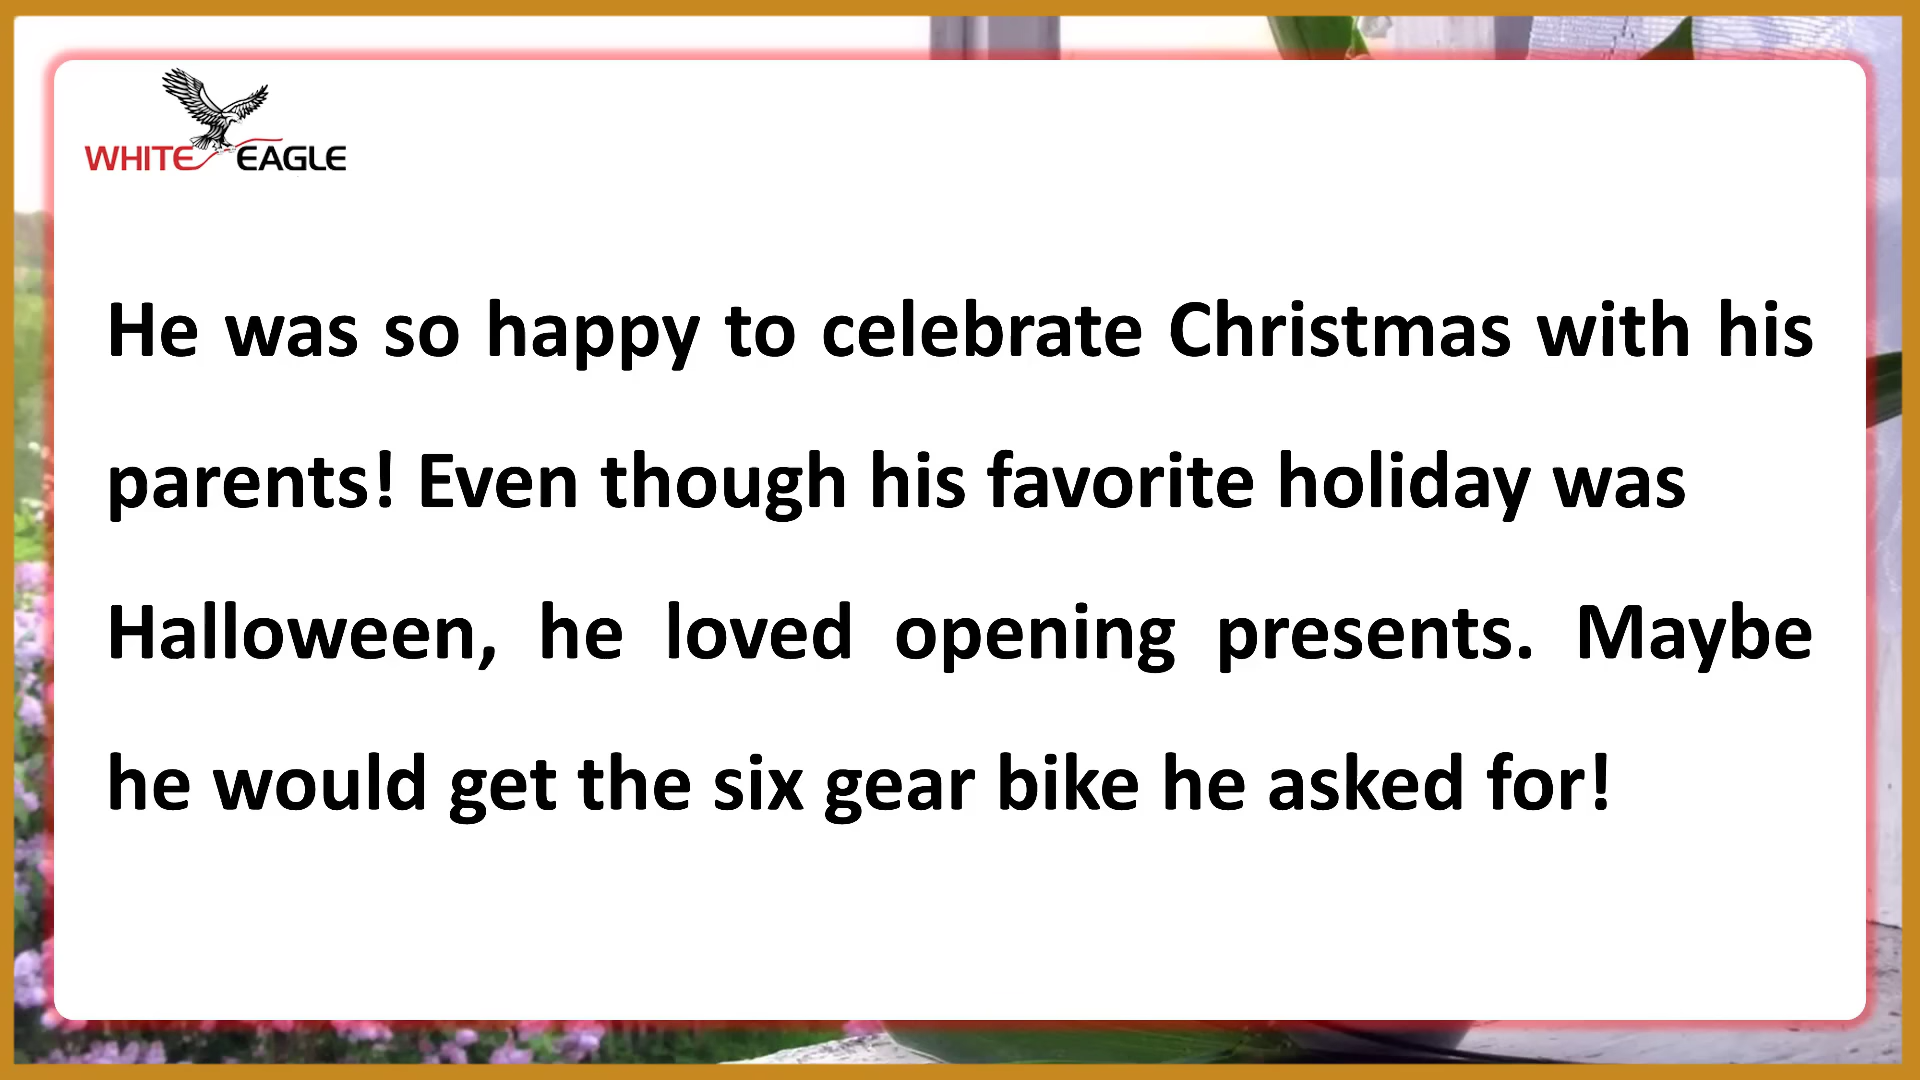 WHITE EAGLE
He was so happy to celebrate Christmas with his
parents! Even though his favorite holiday was
Halloween, he loved opening presents. Maybe
he would get the six gear bike he asked for!